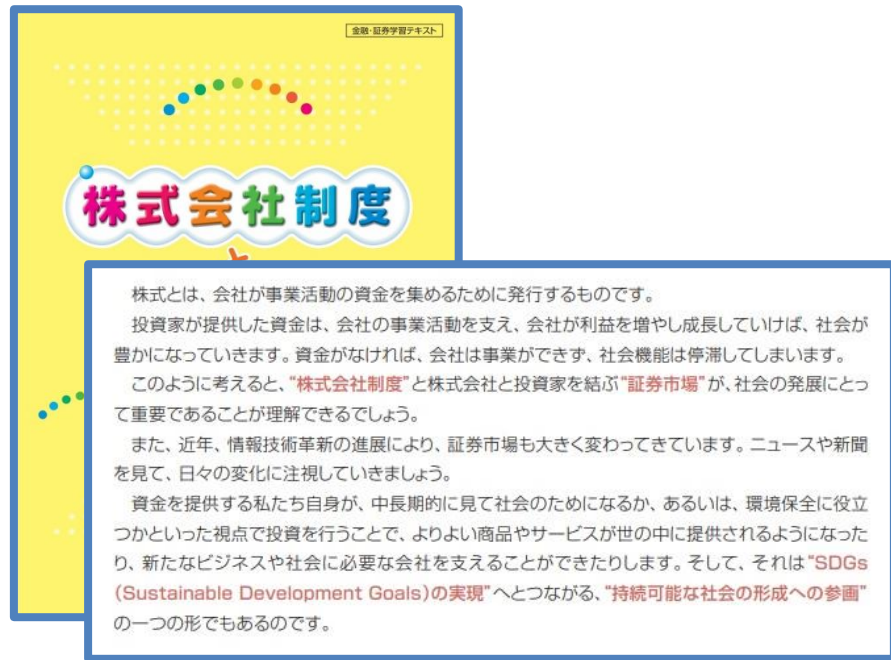 金融・証券学習テキスト
株式会社制度
と
株式とは、会社が事業活動の資金を集めるために発行するものです。
投資家が提供した資金は、会社の事業活動を支え、会社が利益を増やし成長していけば、社会が
豊かになっていきます。資金がなければ、会社は事業ができず、社会機能は停滞してしまいます。
このように考えると、“株式会社制度”と株式会社と投資家を結ぶ“証券市場”が、社会の発展にとっ
て重要であることが理解できるでしょう。
また、近年、情報技術革新の進展により、証券市場も大きく変わってきています。ニュースや新聞
を見て、日々の変化に注視していきましょう。
資金を提供する私たち自身が、中長期的に見て社会のためになるか、あるいは、環境保全に役立
つかといった視点で投資を行うことで、よりよい商品やサービスが世の中に提供されるようになった
り、新たなビジネスや社会に必要な会社を支えることができたりします。そして、それは“SDGs
（Sustainable Development Goals）の実現”へとつながる、“持続可能な社会の形成への参画”
の一つの形でもあるのです。